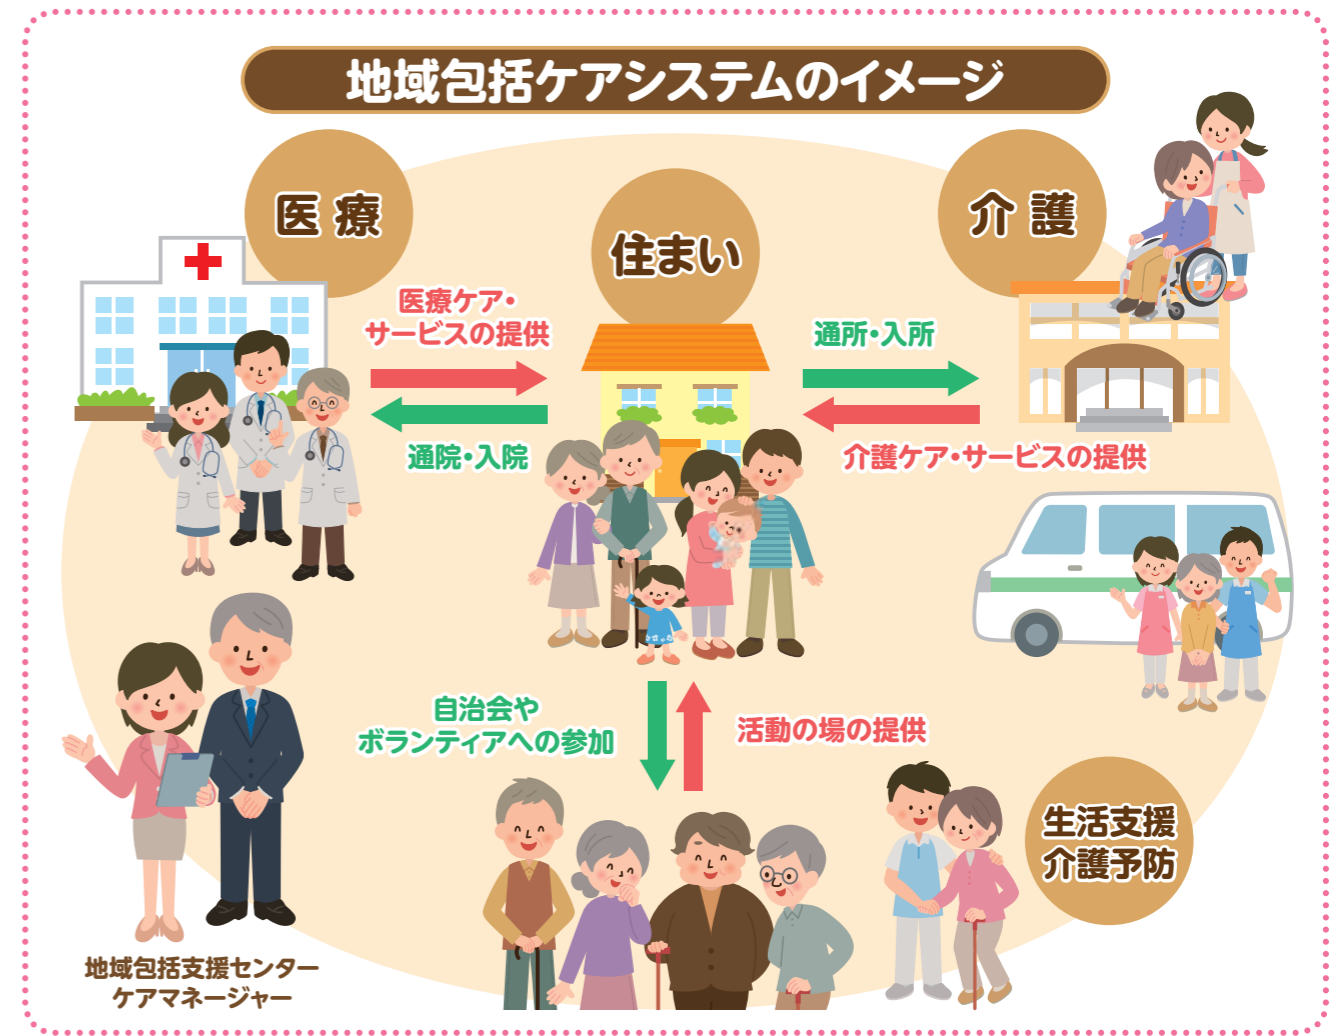 地域包括ケアシステムのイメージ
医療
住まい
介護
医療ケア・
サービスの提供
通院・入院
通所・入所
介護ケア・サービスの提供
自治会や
ボランティアへの参加
活動の場の提供
生活支援
介護予防
地域包括支援センター
ケアマネージャー